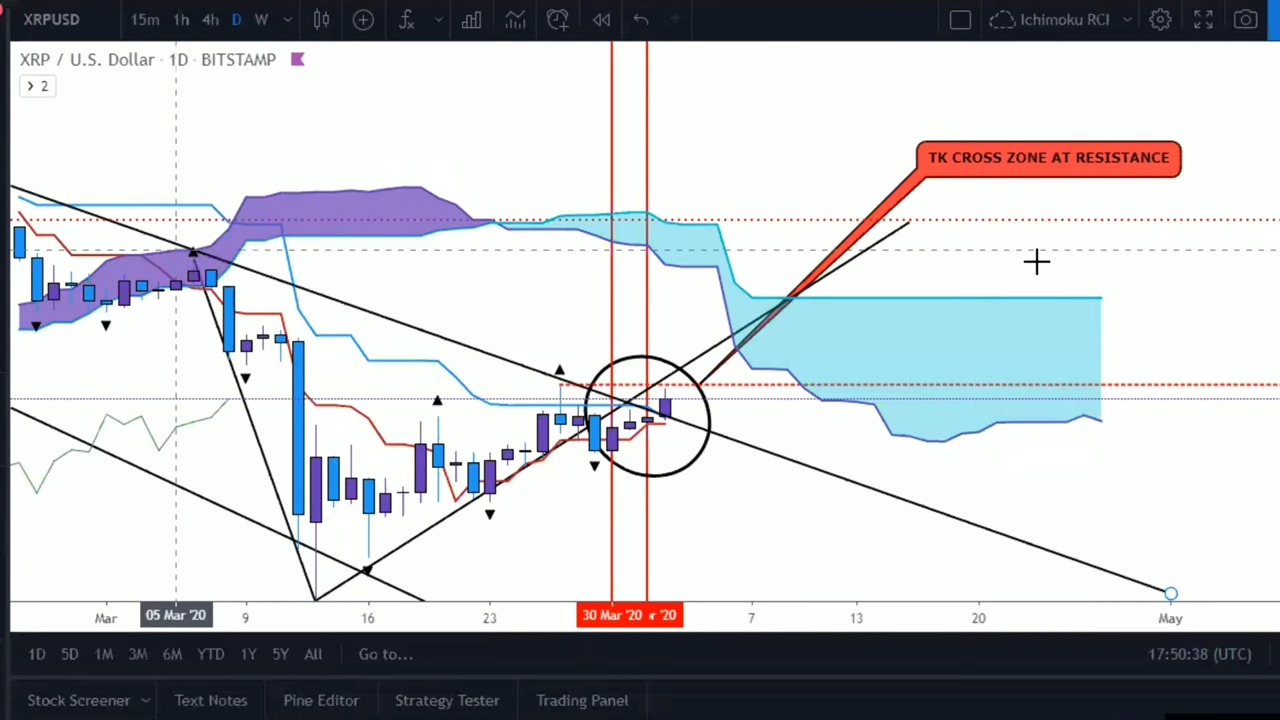 XRPUSD 15m 1h 4h D W Ichimoku RCI
XRP / U.S. Dollar · 1D · BITSTAMP
2
TK CROSS ZONE AT RESISTANCE
Mar 05 Mar '20 9 16 23 30 Mar '20 r '20 7 13 20 May
1D 5D 1M 3M 6M YTD 1Y 5Y All Go to... 17:50:38 (UTC)
Stock Screener Text Notes Pine Editor Strategy Tester Trading Panel